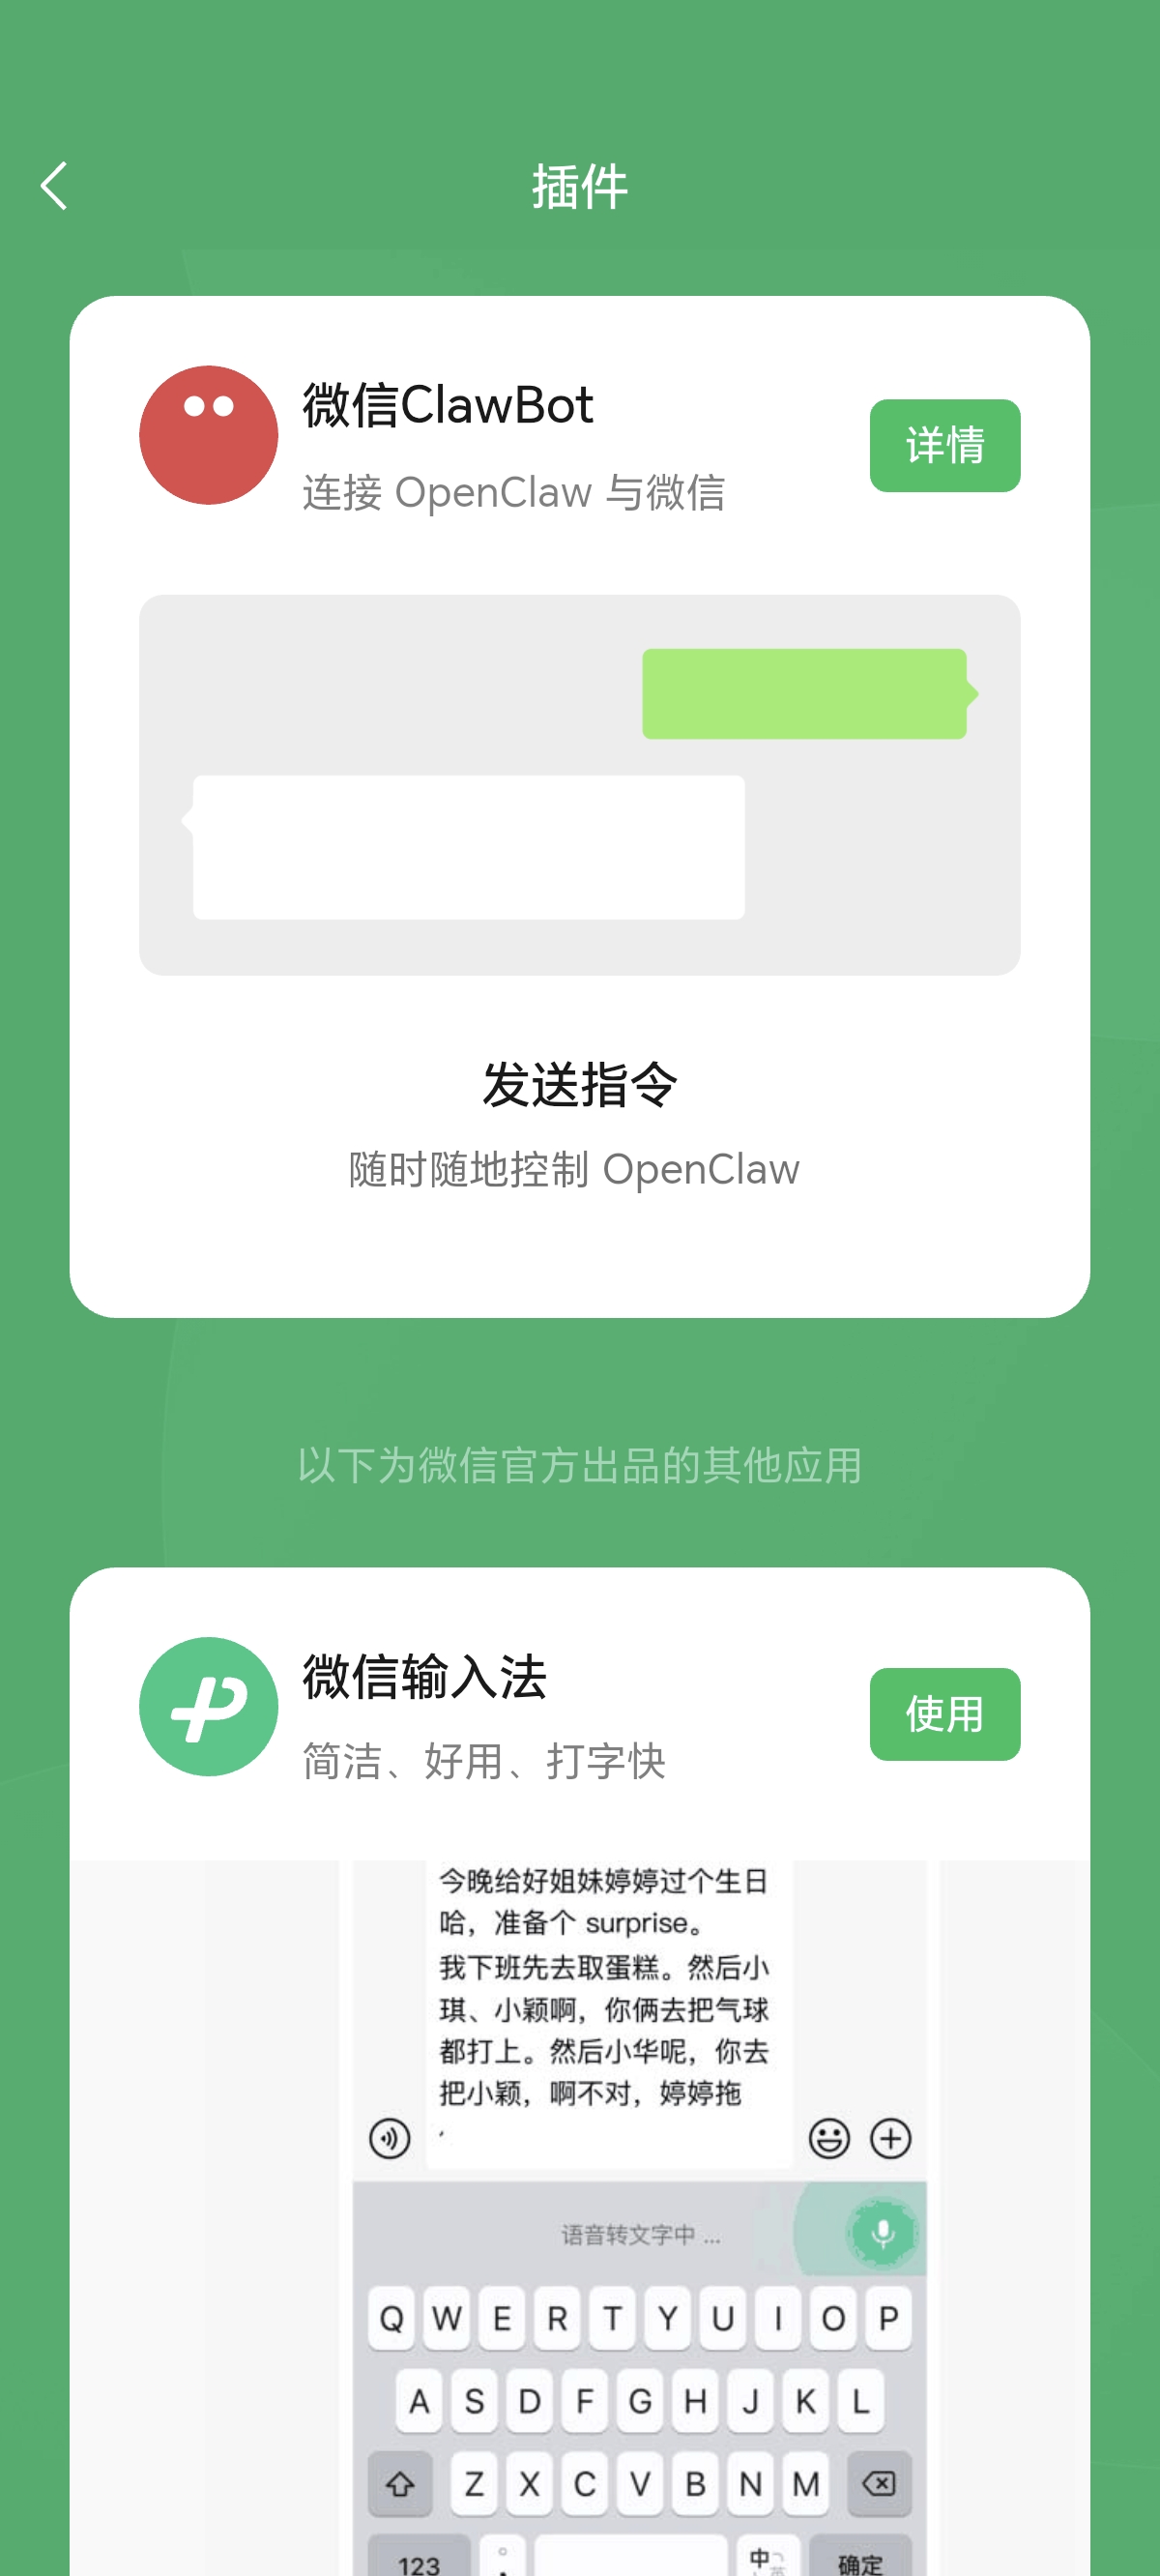 插件
微信ClawBot
连接 OpenClaw 与微信
详情
发送指令
随时随地控制 OpenClaw
以下为微信官方出品的其他应用
微信输入法
简洁、好用、打字快
使用
今晚给好姐妹婷婷过个生日
哈，准备个 surprise。
我下班先去取蛋糕。然后小
琪、小颖啊，你俩去把气球
都打上。然后小华呢，你去
把小颖，啊不对，婷婷拖
语音转文字中 ...
Q W E R T Y U I O P
A S D F G H J K L
Z X C V B N M
123
中
英
确定